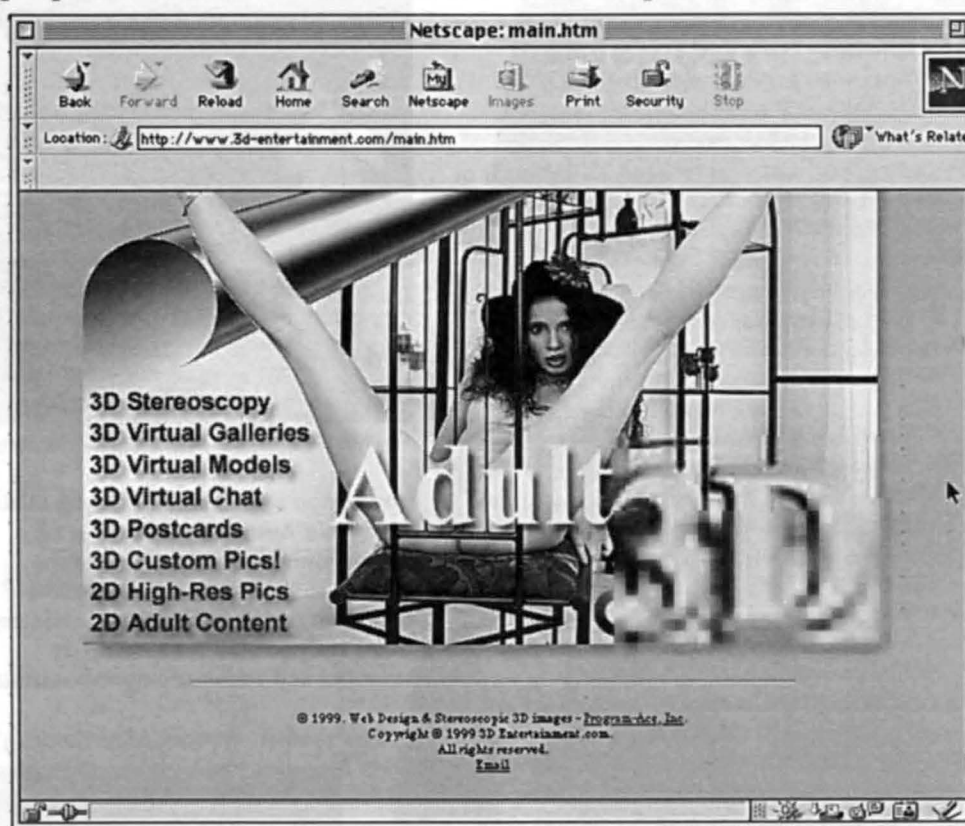 Netscape: main.htm
Back Forward Reload Home Search Netscape Images Print Security Stop
My
N
Location: http://www.3d-entertainment.com/main.htm What's Relate
3D Stereoscopy
3D Virtual Galleries
3D Virtual Models
3D Virtual Chat
3D Postcards
3D Custom Pics!
2D High-Res Pics
2D Adult Content
Adult
3D
© 1999. Web Design & Stereoscopic 3D images - Program-Ace, Inc.
Copyright © 1999 3D Entertainment.com.
All rights reserved.
Email